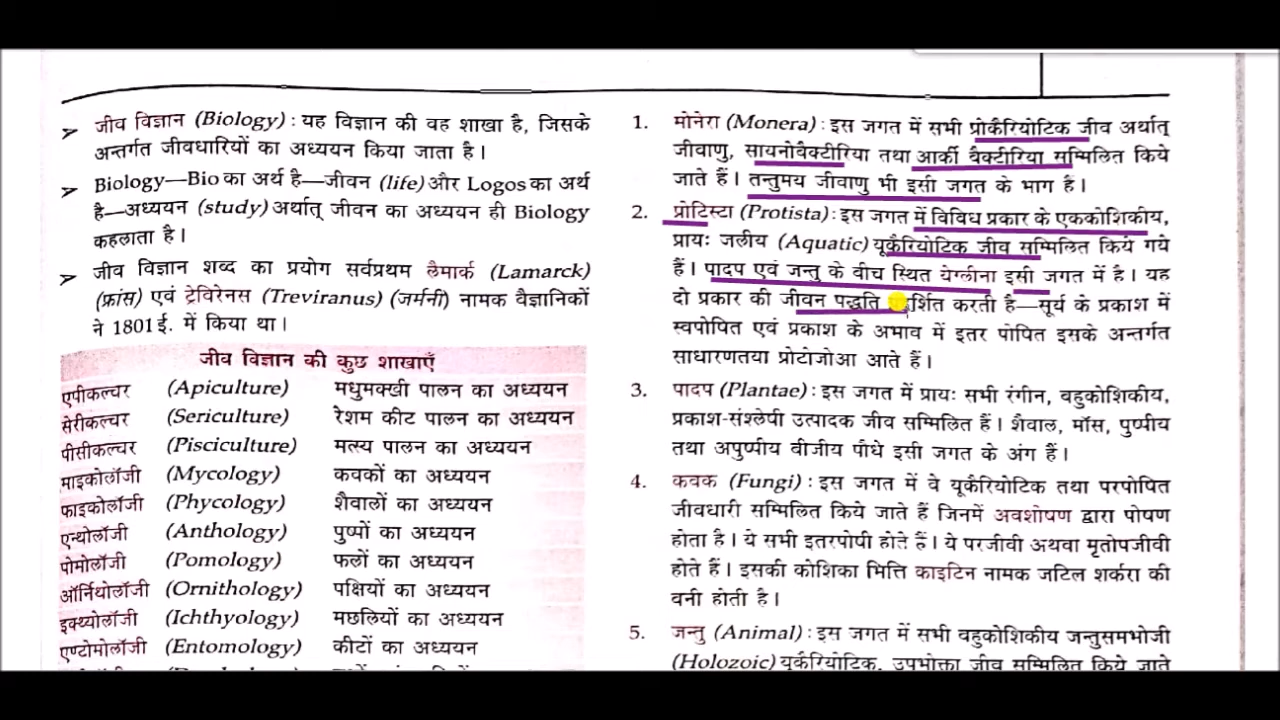 ➤ जीव विज्ञान (Biology) : यह विज्ञान की वह शाखा है, जिसके
अन्तर्गत जीवधारियों का अध्ययन किया जाता है।
➤ Biology—Bio का अर्थ है—जीवन (life) और Logos का अर्थ
है—अध्ययन (study) अर्थात् जीवन का अध्ययन ही Biology
कहलाता है।
➤ जीव विज्ञान शब्द का प्रयोग सर्वप्रथम लैमार्क (Lamarck)
(फ्रांस) एवं ट्रेविरेनस (Treviranus) (जर्मनी) नामक वैज्ञानिकों
ने 1801 ई. में किया था।
जीव विज्ञान की कुछ शाखाएँ
एपीकल्चर (Apiculture) मधुमक्खी पालन का अध्ययन
सेरीकल्चर (Sericulture) रेशम कीट पालन का अध्ययन
पीसीकल्चर (Pisciculture) मत्स्य पालन का अध्ययन
माइकोलॉजी (Mycology) कवकों का अध्ययन
फाइकोलॉजी (Phycology) शैवालों का अध्ययन
एन्थोलॉजी (Anthology) पुष्पों का अध्ययन
पोमोलॉजी (Pomology) फलों का अध्ययन
ऑर्नियोलॉजी (Ornithology) पक्षियों का अध्ययन
इक्थ्योलॉजी (Ichthyology) मछलियों का अध्ययन
एण्टोमोलॉजी (Entomology) कीटों का अध्ययन
1. मोनेरा (Monera) : इस जगत में सभी प्रोकैरियोटिक जीव अर्थात्
जीवाणु, सायनोबैक्टीरिया तथा आर्की बैक्टीरिया सम्मिलित किये
जाते हैं। तन्तुमय जीवाणु भी इसी जगत के भाग हैं।
2. प्रोटिस्टा (Protista) : इस जगत में विविध प्रकार के एककोशिकीय,
प्रायः जलीय (Aquatic) यूकैरियोटिक जीव सम्मिलित किये गये
हैं। पादप एवं जन्तु के बीच स्थित येग्लीना इसी जगत में है। यह
दो प्रकार की जीवन पद्धति प्रदर्शित करती है—सूर्य के प्रकाश में
स्वपोषित एवं प्रकाश के अभाव में इतर पोषित इसके अन्तर्गत
साधारणतया प्रोटोजोआ आते हैं।
3. पादप (Plantae) : इस जगत में प्रायः सभी रंगीन, बहुकोशिकीय,
प्रकाश-संश्लेषी उत्पादक जीव सम्मिलित हैं। शैवाल, मॉस, पुष्पीय
तथा अपुष्पीय बीजीय पौधे इसी जगत के अंग हैं।
4. कवक (Fungi) : इस जगत में वे यूकैरियोटिक तथा परपोषित
जीवधारी सम्मिलित किये जाते हैं जिनमें अवशोषण द्वारा पोषण
होता है। ये सभी इतरपोषी होते हैं। ये परजीवी अथवा मृतोपजीवी
होते हैं। इसकी कोशिका भित्ति काइटिन नामक जटिल शर्करा की
बनी होती है।
5. जन्तु (Animal) : इस जगत में सभी बहुकोशिकीय जन्तुसमभोजी
(Holozoic) यूकैरियोटिक, उपभोक्ता जीव सम्मिलित किये जाते